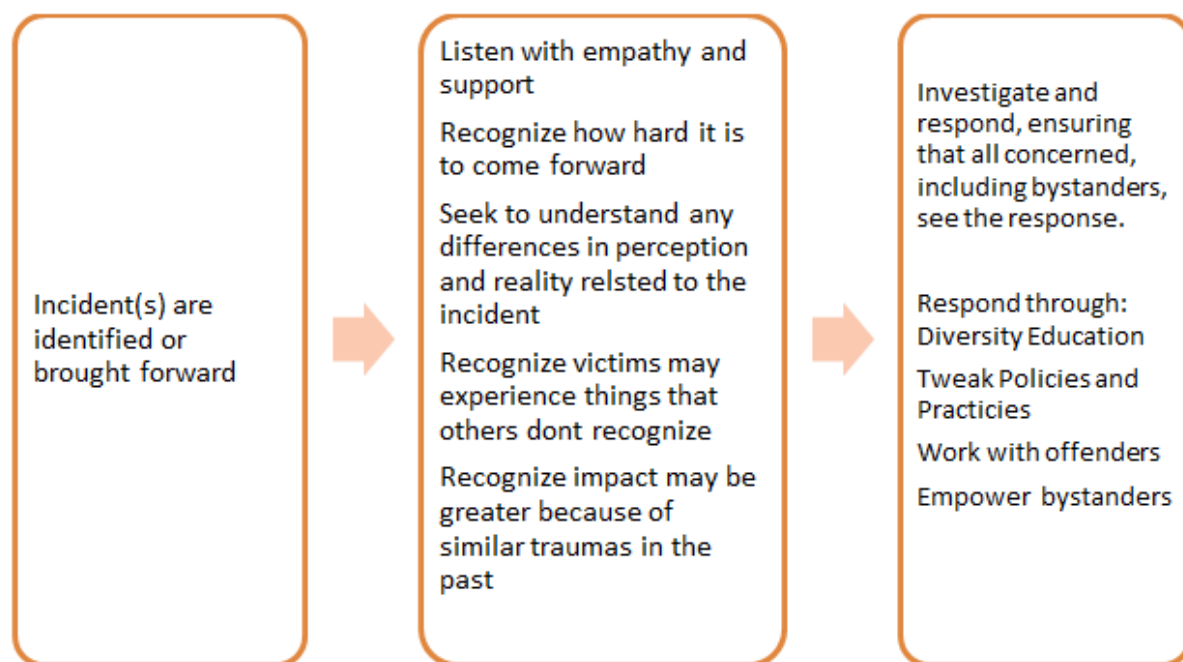 Incident(s) are
identified or
brought forward
Listen with empathy and
support
Recognize how hard it is
to come forward
Seek to understand any
differences in perception
and reality relsted to the
incident
Recognize victims may
experience things that
others dont recognize
Recognize impact may be
greater because of
similar traumas in the
past
Investigate and
respond, ensuring
that all concerned,
including bystanders,
see the response.
Respond through:
Diversity Education
Tweak Policies and
Practicies
Work with offenders
Empower bystanders